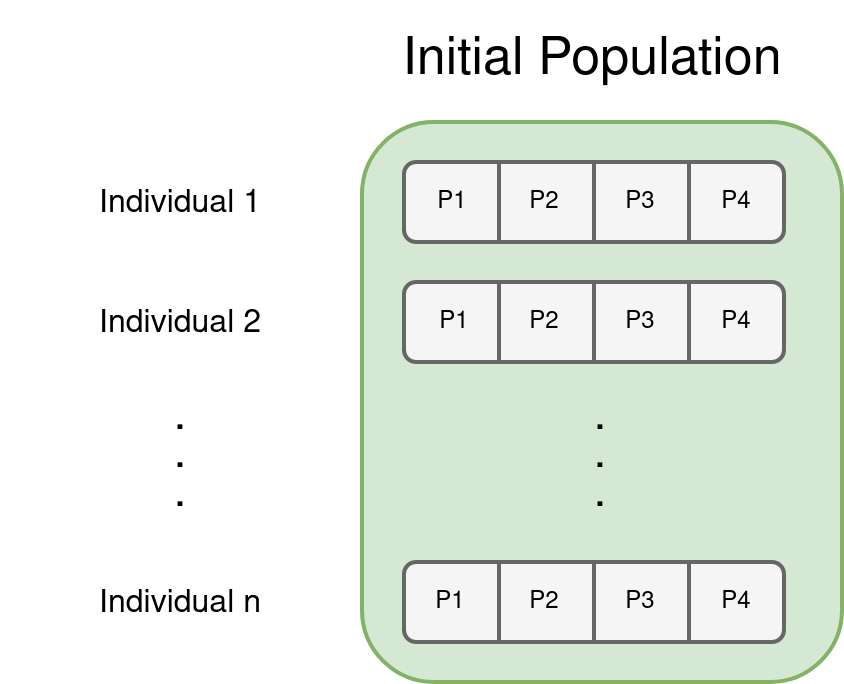 Initial Population
Individual 1 P1 P2 P3 P4
Individual 2 P1 P2 P3 P4
. .
. .
. .
Individual n P1 P2 P3 P4